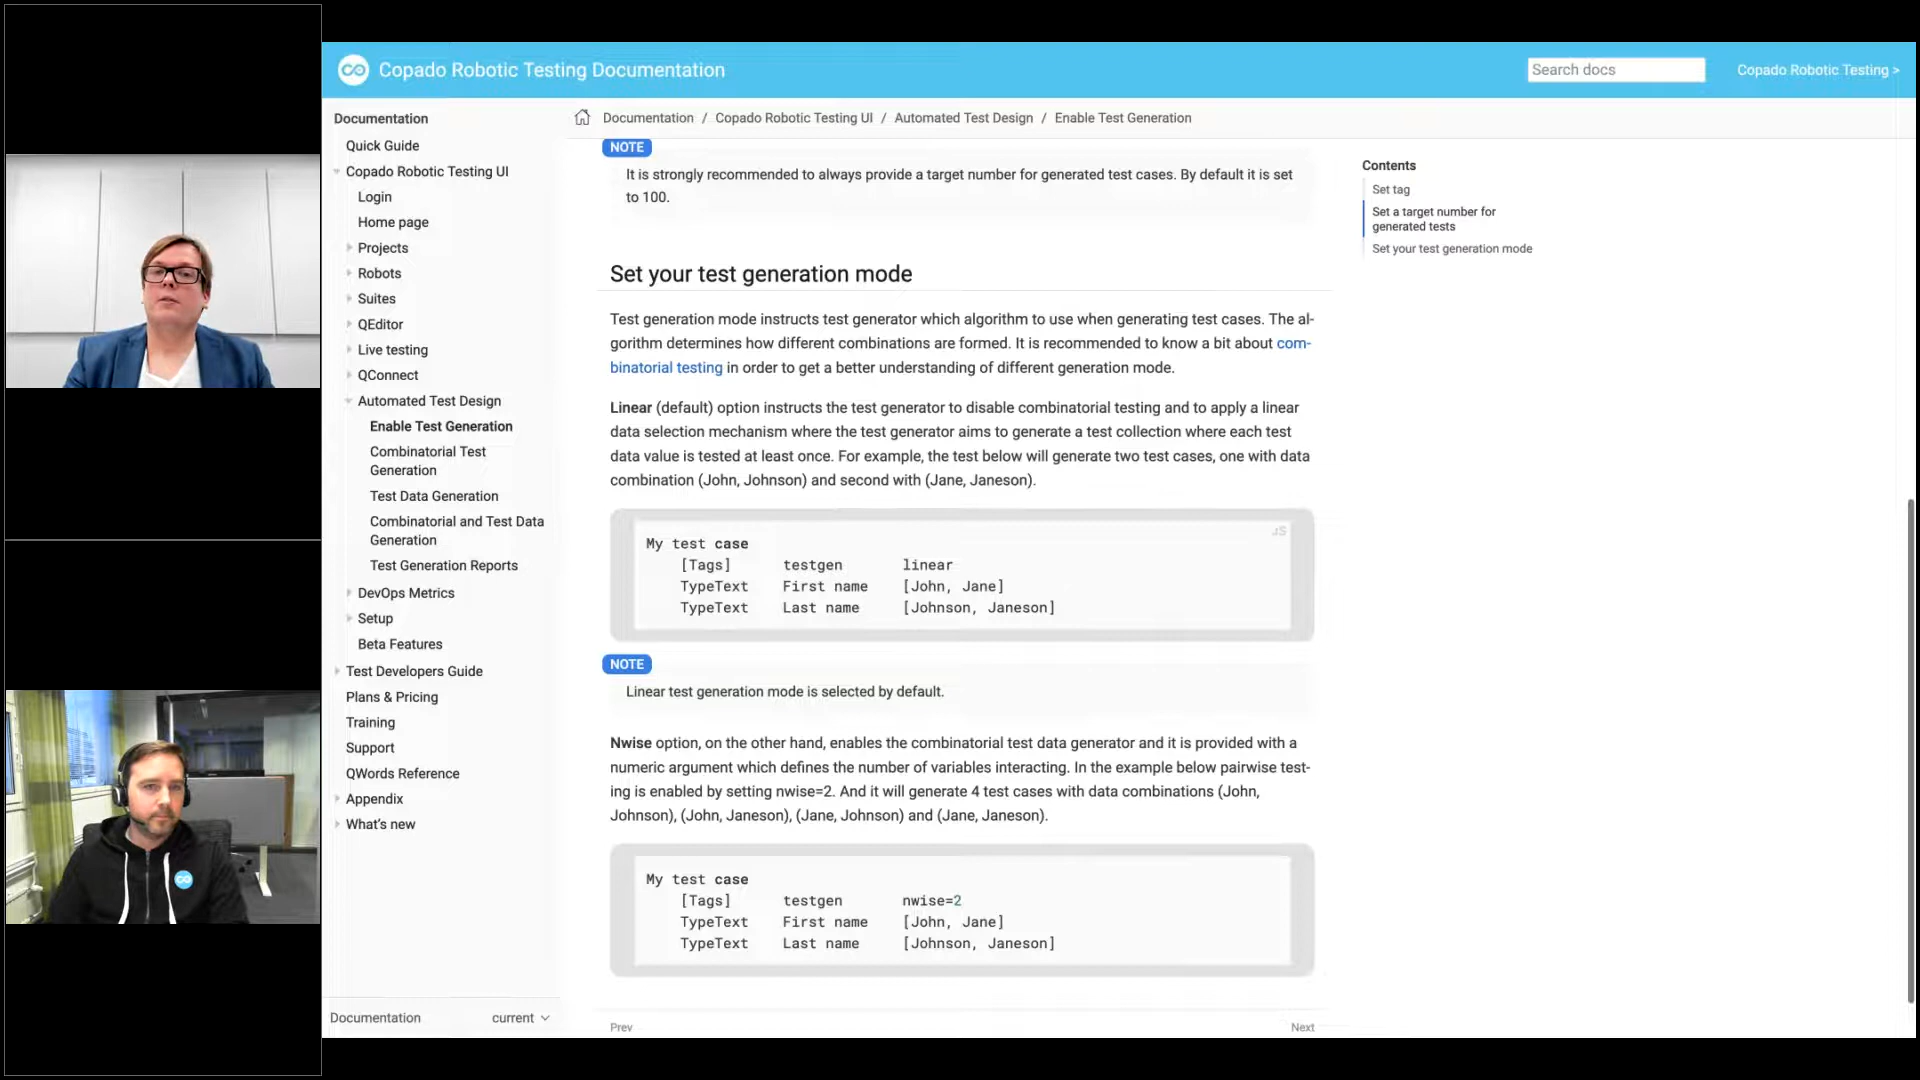 Copado Robotic Testing Documentation
Search docs
Copado Robotic Testing >
Documentation
Quick Guide
Copado Robotic Testing UI
Login
Home page
Projects
Robots
Suites
QEditor
Live testing
QConnect
Automated Test Design
Enable Test Generation
Combinatorial Test
Generation
Test Data Generation
Combinatorial and Test Data
Generation
Test Generation Reports
DevOps Metrics
Setup
Beta Features
Test Developers Guide
Plans & Pricing
Training
Support
QWords Reference
Appendix
What's new
Documentation current
Documentation / Copado Robotic Testing UI / Automated Test Design / Enable Test Generation
NOTE
It is strongly recommended to always provide a target number for generated test cases. By default it is set
to 100.
Set your test generation mode
Test generation mode instructs test generator which algorithm to use when generating test cases. The al-
gorithm determines how different combinations are formed. It is recommended to know a bit about com-
binatorial testing in order to get a better understanding of different generation mode.
Linear (default) option instructs the test generator to disable combinatorial testing and to apply a linear
data selection mechanism where the test generator aims to generate a test collection where each test
data value is tested at least once. For example, the test below will generate two test cases, one with data
combination (John, Johnson) and second with (Jane, Janeson).
JS
My test case
[Tags] testgen linear
TypeText First name [John, Jane]
TypeText Last name [Johnson, Janeson]
NOTE
Linear test generation mode is selected by default.
Nwise option, on the other hand, enables the combinatorial test data generator and it is provided with a
numeric argument which defines the number of variables interacting. In the example below pairwise test-
ing is enabled by setting nwise=2. And it will generate 4 test cases with data combinations (John,
Johnson), (John, Janeson), (Jane, Johnson) and (Jane, Janeson).
My test case
[Tags] testgen nwise=2
TypeText First name [John, Jane]
TypeText Last name [Johnson, Janeson]
Prev
Next
Contents
Set tag
Set a target number for
generated tests
Set your test generation mode